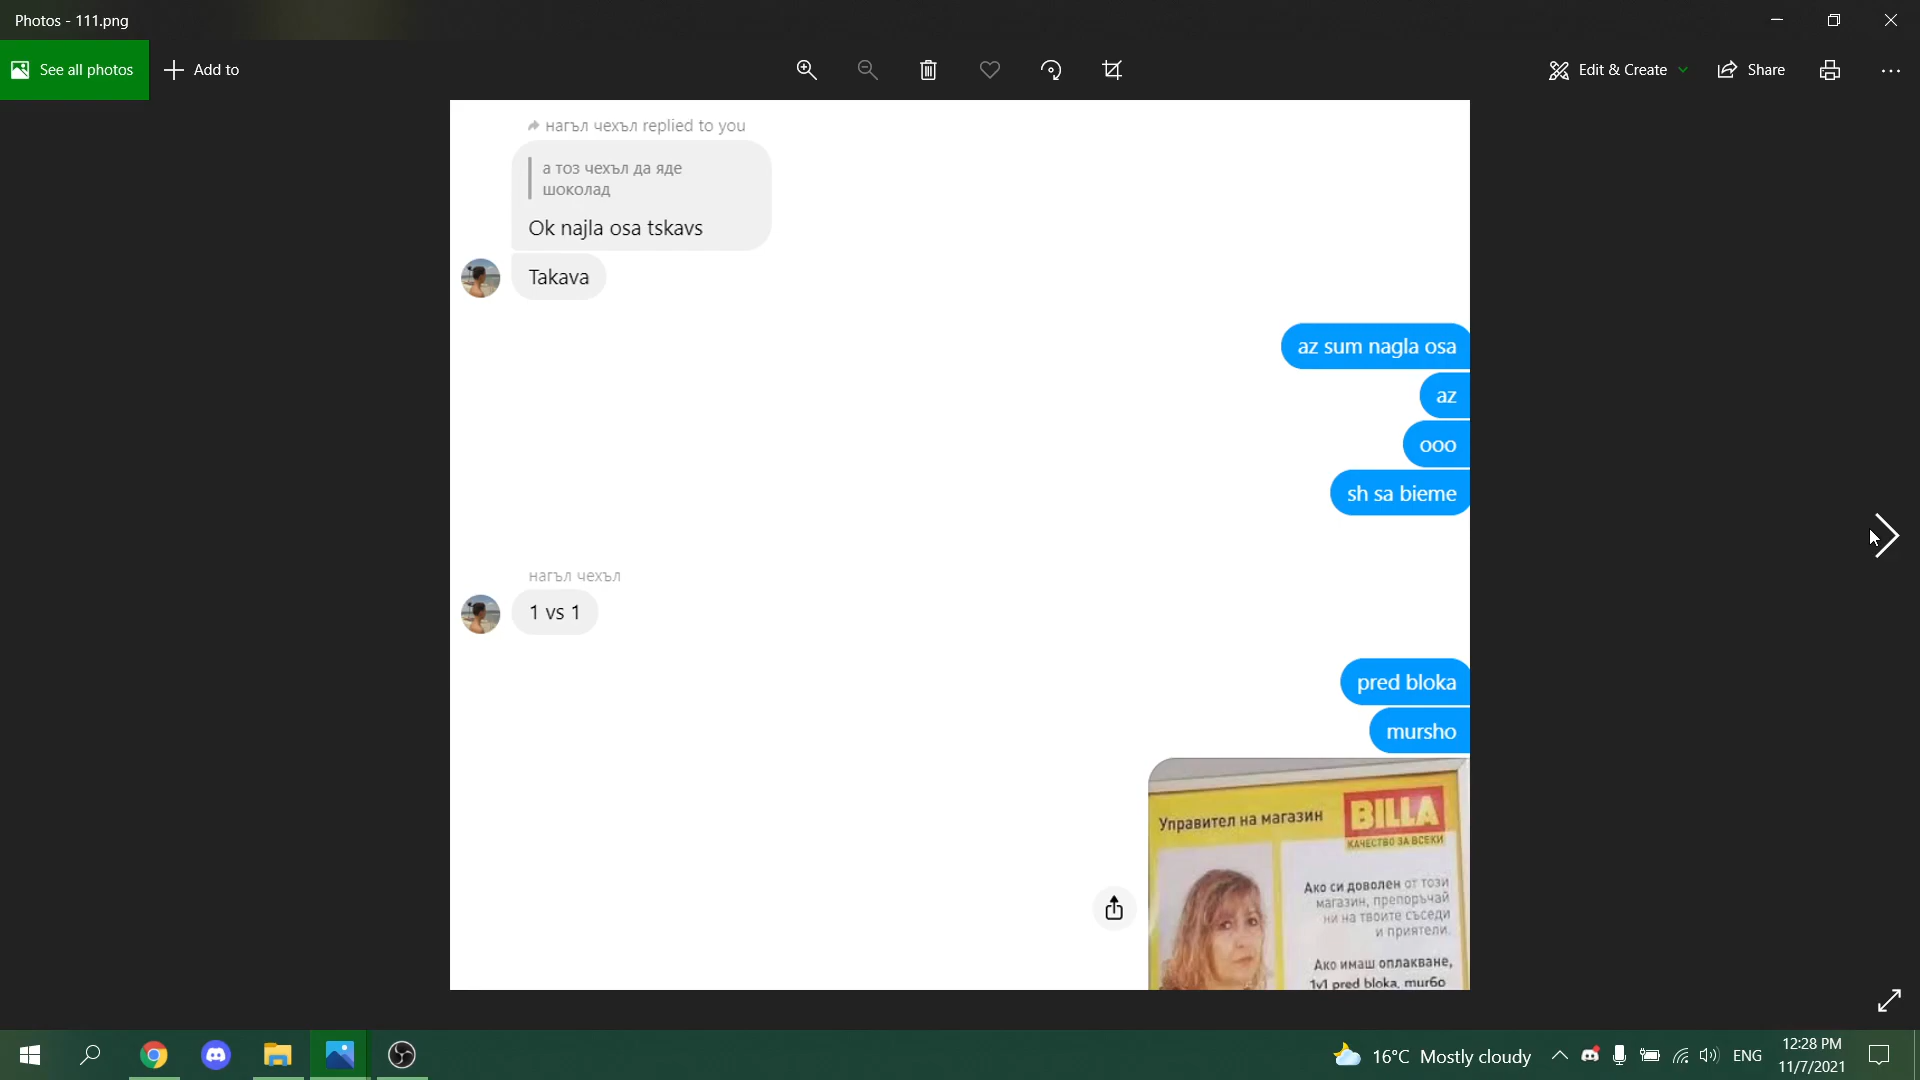 Photos - 111.png
See all photos
Add to
Edit & Create
Share
нагъл чехъл replied to you
а тоз чехъл да яде
шоколад
Ok najla osa tskavs
Takava
az sum nagla osa
az
ooo
sh sa bieme
нагъл чехъл
1 vs 1
pred bloka
mursho
Управител на магазин
BILLA
КАЧЕСТВО ЗА ВСЕКИ
Ако си доволен от този
магазин, препоръчай
ни на твоите съседи
и приятели.
Ако имаш оплакване,
1v1 pred bloka, murбо
16°C Mostly cloudy
ENG
12:28 PM
11/7/2021